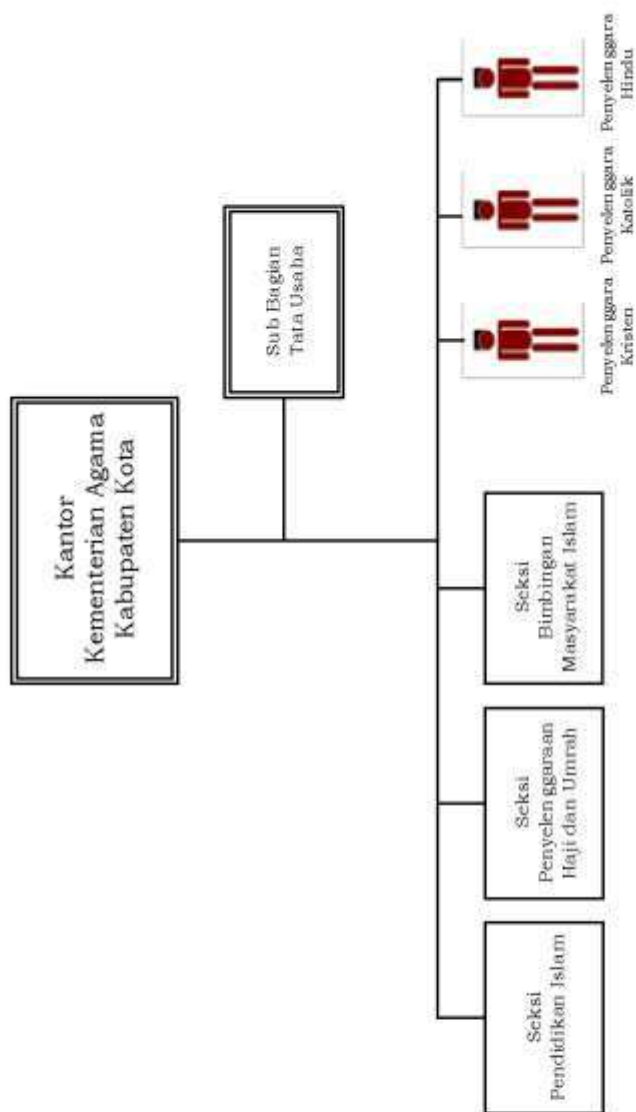 Kantor
Kementerian Agama
Kabupaten Kota
Sub Bagian
Tata Usaha
Seksi
Pendidikan Islam
Seksi
Penyelenggaraan
Haji dan Umrah
Seksi
Bimbingan
Masyarakat Islam
Penyelenggara
Kristen
Penyelenggara
Katolik
Penyelenggara
Hindu